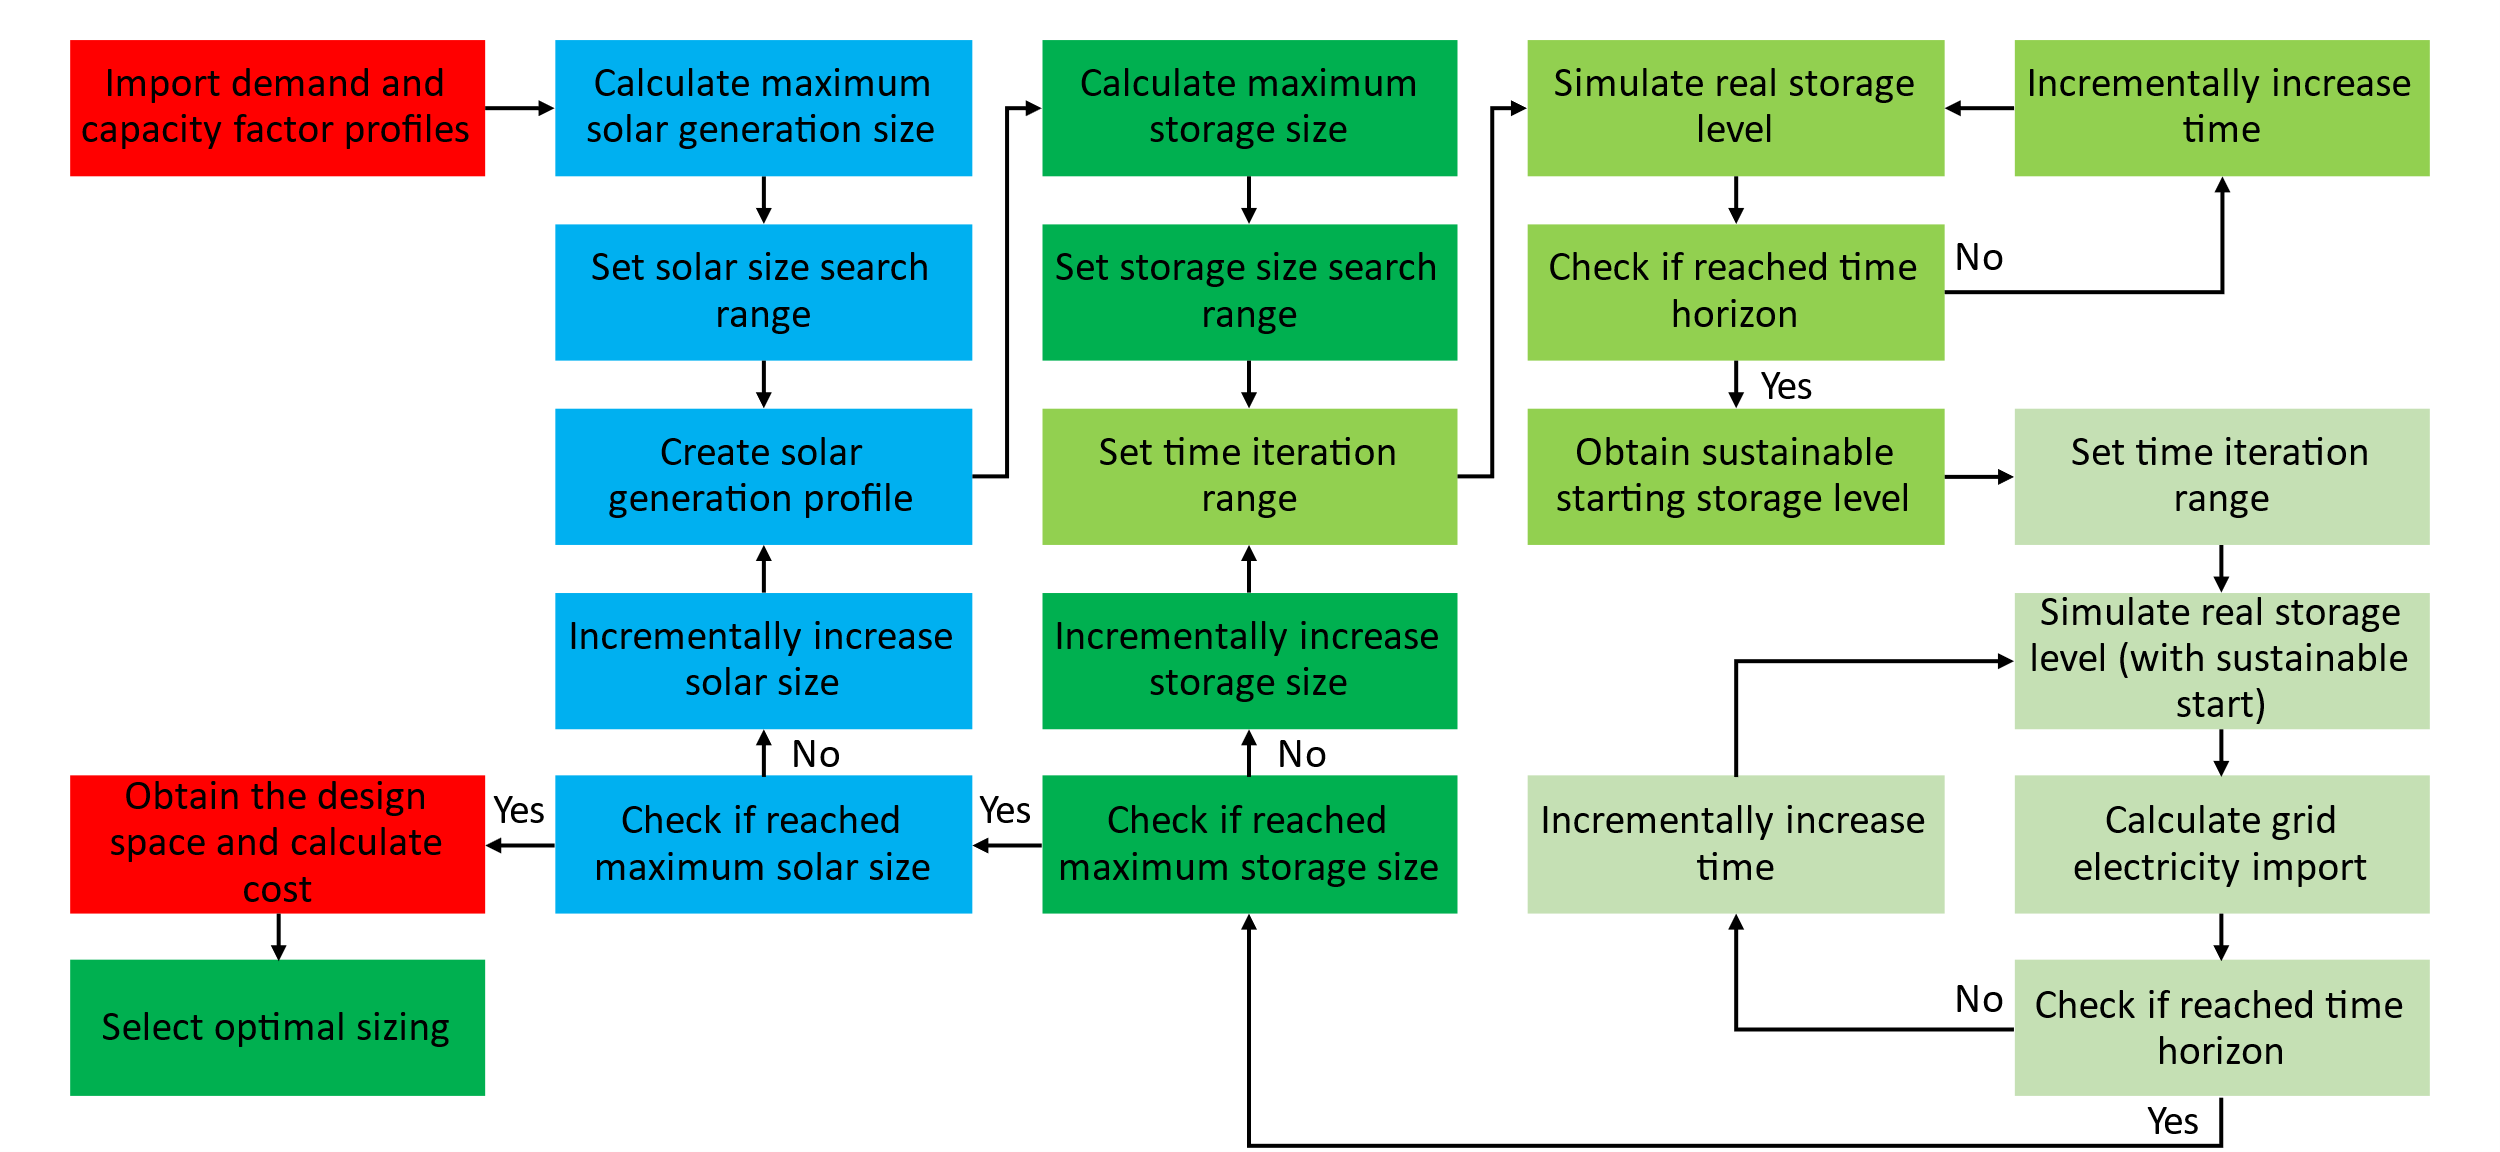 Import demand and
capacity factor profiles
Calculate maximum
solar generation size
Calculate maximum
storage size
Simulate real storage
level
Incrementally increase
time
Set solar size search
range
Set storage size search
range
Check if reached time
horizon
No
Yes
Create solar
generation profile
Set time iteration
range
Obtain sustainable
starting storage level
Set time iteration
range
Incrementally increase
solar size
Incrementally increase
storage size
Simulate real storage
level (with sustainable
start)
No
No
Obtain the design
space and calculate
cost
Yes
Check if reached
maximum solar size
Yes
Check if reached
maximum storage size
Incrementally increase
time
Calculate grid
electricity import
Select optimal sizing
No
Check if reached time
horizon
Yes